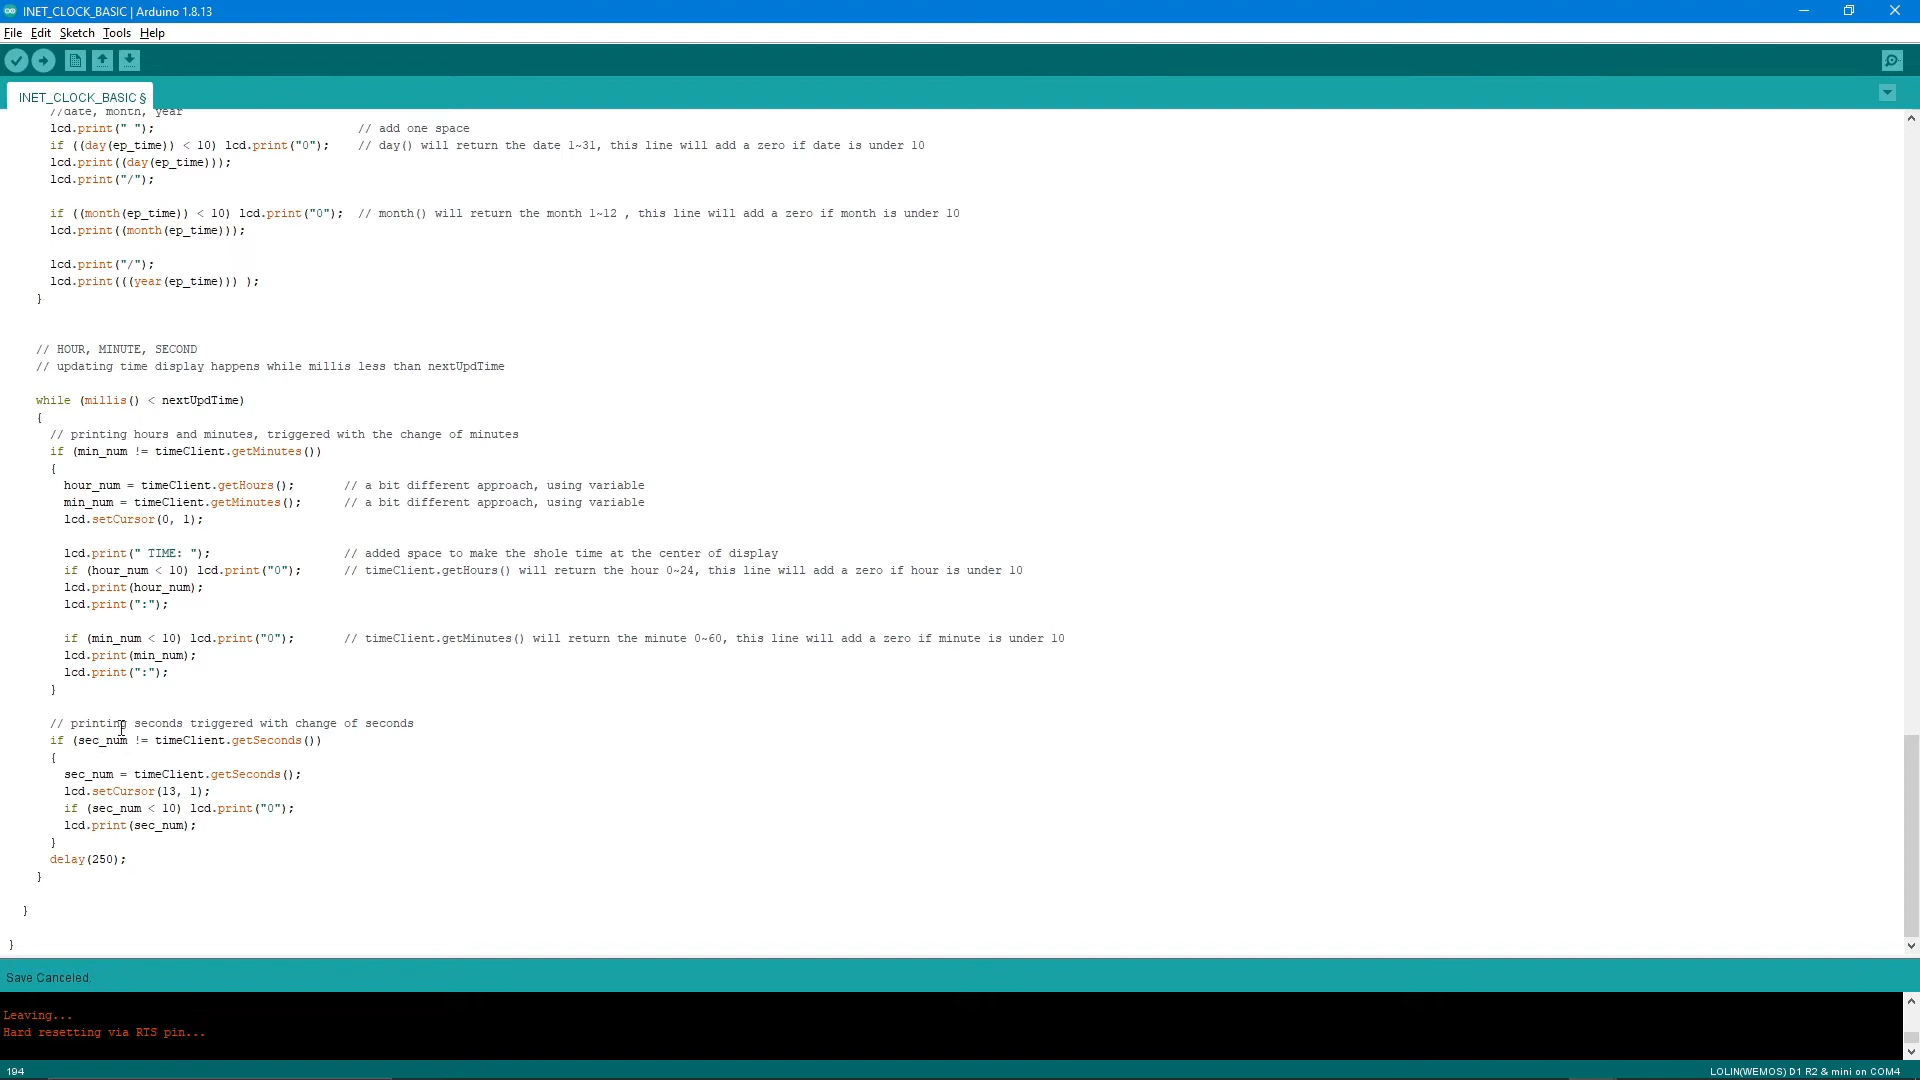 INET_CLOCK_BASIC | Arduino 1.8.13
File Edit Sketch Tools Help
INET_CLOCK_BASIC §
//date, month, year
lcd.print(" "); // add one space
if ((day(ep_time)) < 10) lcd.print("0"); // day() will return the date 1~31, this line will add a zero if date is under 10
lcd.print((day(ep_time)));
lcd.print("/");
if ((month(ep_time)) < 10) lcd.print("0"); // month() will return the month 1~12 , this line will add a zero if month is under 10
lcd.print((month(ep_time)));
lcd.print("/");
lcd.print(((year(ep_time))) );
}
// HOUR, MINUTE, SECOND
// updating time display happens while millis less than nextUpdTime
while (millis() < nextUpdTime)
{
// printing hours and minutes, triggered with the change of minutes
if (min_num != timeClient.getMinutes())
{
hour_num = timeClient.getHours(); // a bit different approach, using variable
min_num = timeClient.getMinutes(); // a bit different approach, using variable
lcd.setCursor(0, 1);
lcd.print(" TIME: "); // added space to make the shole time at the center of display
if (hour_num < 10) lcd.print("0"); // timeClient.getHours() will return the hour 0~24, this line will add a zero if hour is under 10
lcd.print(hour_num);
lcd.print(":");
if (min_num < 10) lcd.print("0"); // timeClient.getMinutes() will return the minute 0~60, this line will add a zero if minute is under 10
lcd.print(min_num);
lcd.print(":");
}
// printing seconds triggered with change of seconds
if (sec_num != timeClient.getSeconds())
{
sec_num = timeClient.getSeconds();
lcd.setCursor(13, 1);
if (sec_num < 10) lcd.print("0");
lcd.print(sec_num);
}
delay(250);
}
}
}
Save Canceled.
Leaving...
Hard resetting via RTS pin...
194 LOLIN(WEMOS) D1 R2 & mini on COM4